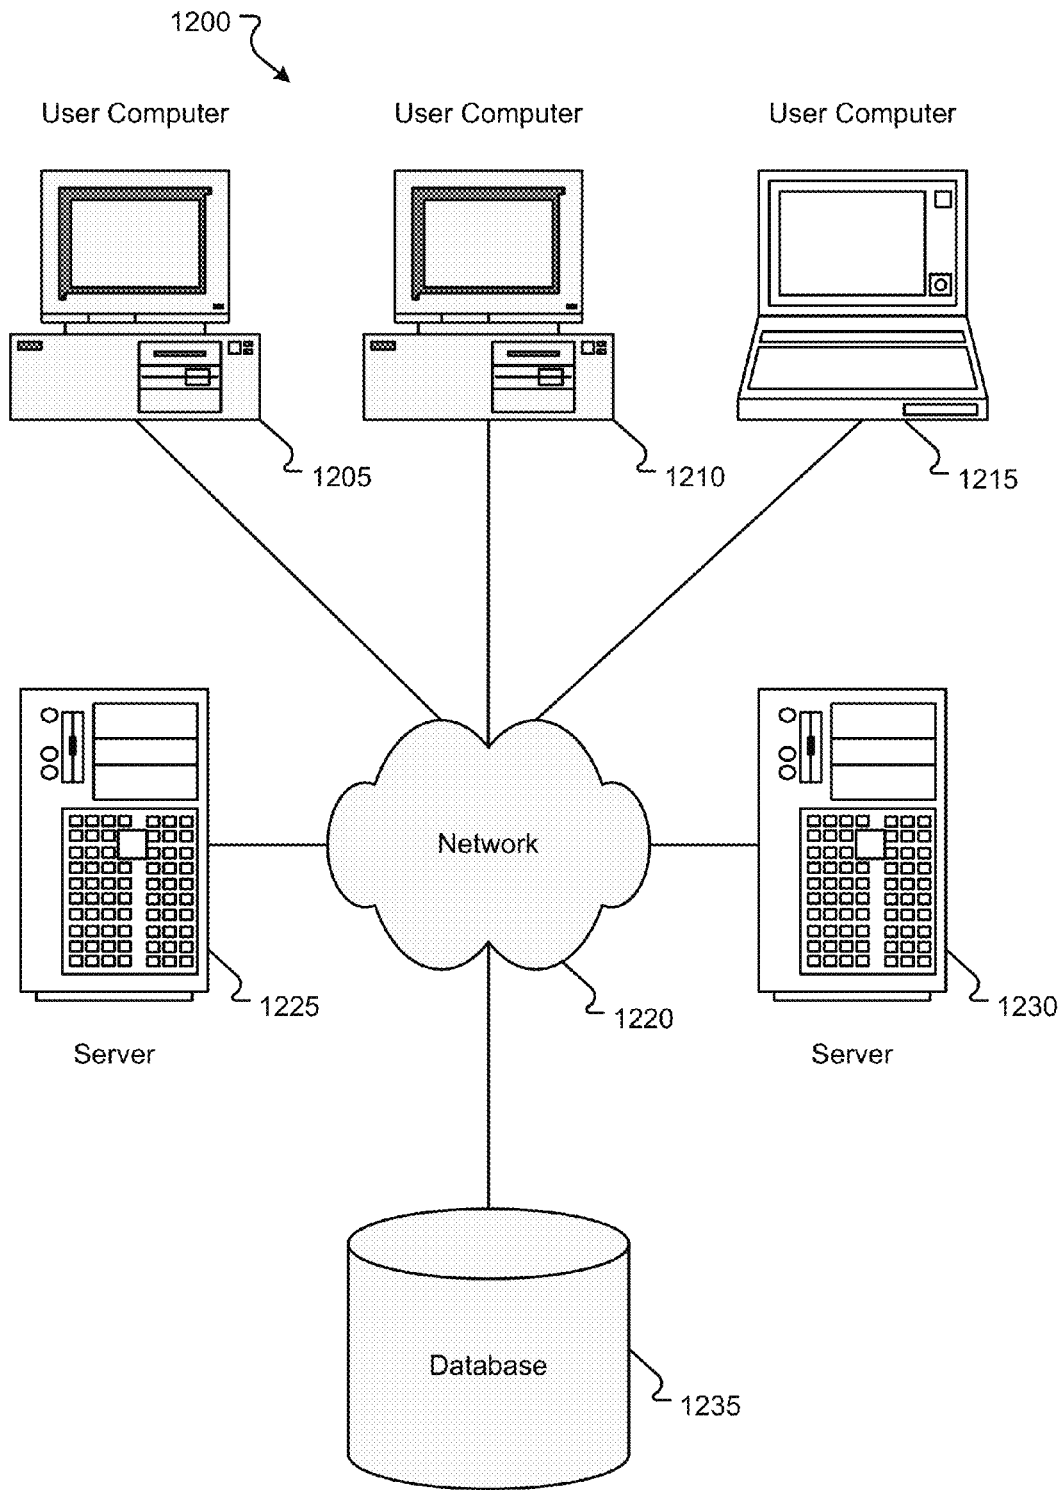 1200
User Computer
User Computer
User Computer
1205
1210
1215
Network
1225
1220
1230
Server
Server
Database
1235